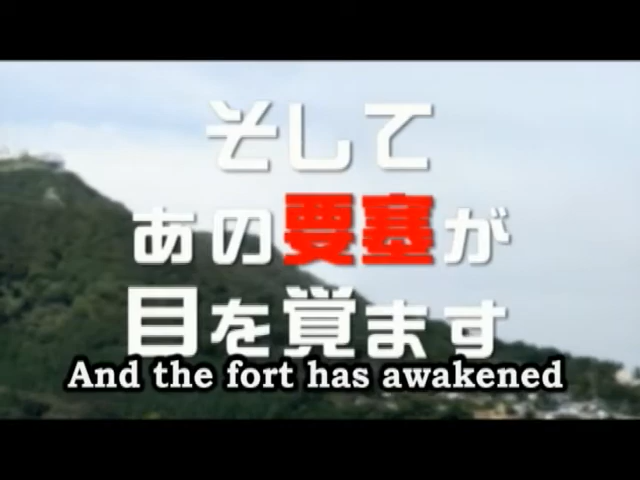 そして
あの要塞が
目を覚ます
And the fort has awakened